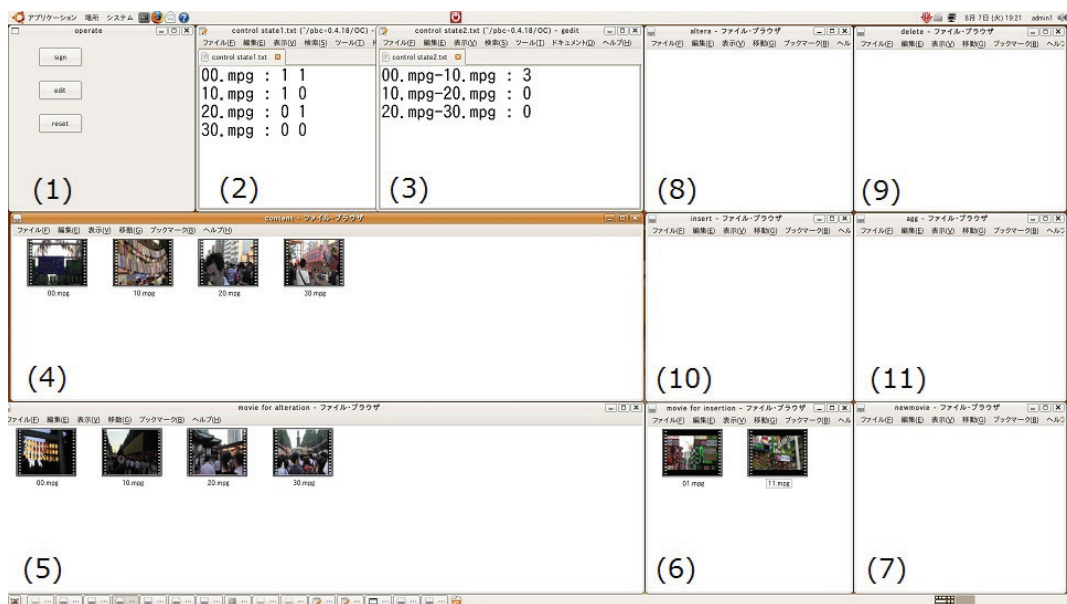 アプリケーション 場所 システム
8月 7日 (火) 19:21 admin1
operate
sign
edit
reset
(1)
control state1.txt (~/pbc-0.4.18/OC) -
ファイル(F) 編集(E) 表示(V) 検索(S) ツール(T)
control state1.txt
00.mpg : 1 1
10.mpg : 1 0
20.mpg : 0 1
30.mpg : 0 0
(2)
control state2.txt (~/pbc-0.4.18/OC) - gedit
ファイル(F) 編集(E) 表示(V) 検索(S) ツール(T) ドキュメント(D) ヘルプ(H)
control state2.txt
00.mpg-10.mpg : 3
10.mpg-20.mpg : 0
20.mpg-30.mpg : 0
(3)
altera - ファイル・ブラウザ
ファイル(F) 編集(E) 表示(V) 移動(G) ブックマーク(B) ヘル
(8)
delete - ファイル・ブラウザ
ファイル(F) 編集(E) 表示(V) 移動(G) ブックマーク(B) ヘル
(9)
content - ファイル・ブラウザ
ファイル(F) 編集(E) 表示(V) 移動(G) ブックマーク(B) ヘルプ(H)
00.mpg
10.mpg
20.mpg
30.mpg
(4)
insert - ファイル・ブラウザ
ファイル(F) 編集(E) 表示(V) 移動(G) ブックマーク(B) ヘル
(10)
agg - ファイル・ブラウザ
ファイル(F) 編集(E) 表示(V) 移動(G) ブックマーク(B) ヘル
(11)
movie for alteration - ファイル・ブラウザ
ファイル(F) 編集(E) 表示(V) 移動(G) ブックマーク(B) ヘルプ(H)
00.mpg
10.mpg
20.mpg
30.mpg
(5)
movie for insertion - ファイル・ブラウザ
ファイル(F) 編集(E) 表示(V) 移動(G) ブックマーク(B) ヘル
01.mpg
11.mpg
(6)
newmovie - ファイル・ブラウザ
ファイル(F) 編集(E) 表示(V) 移動(G) ブックマーク(B) ヘル
(7)